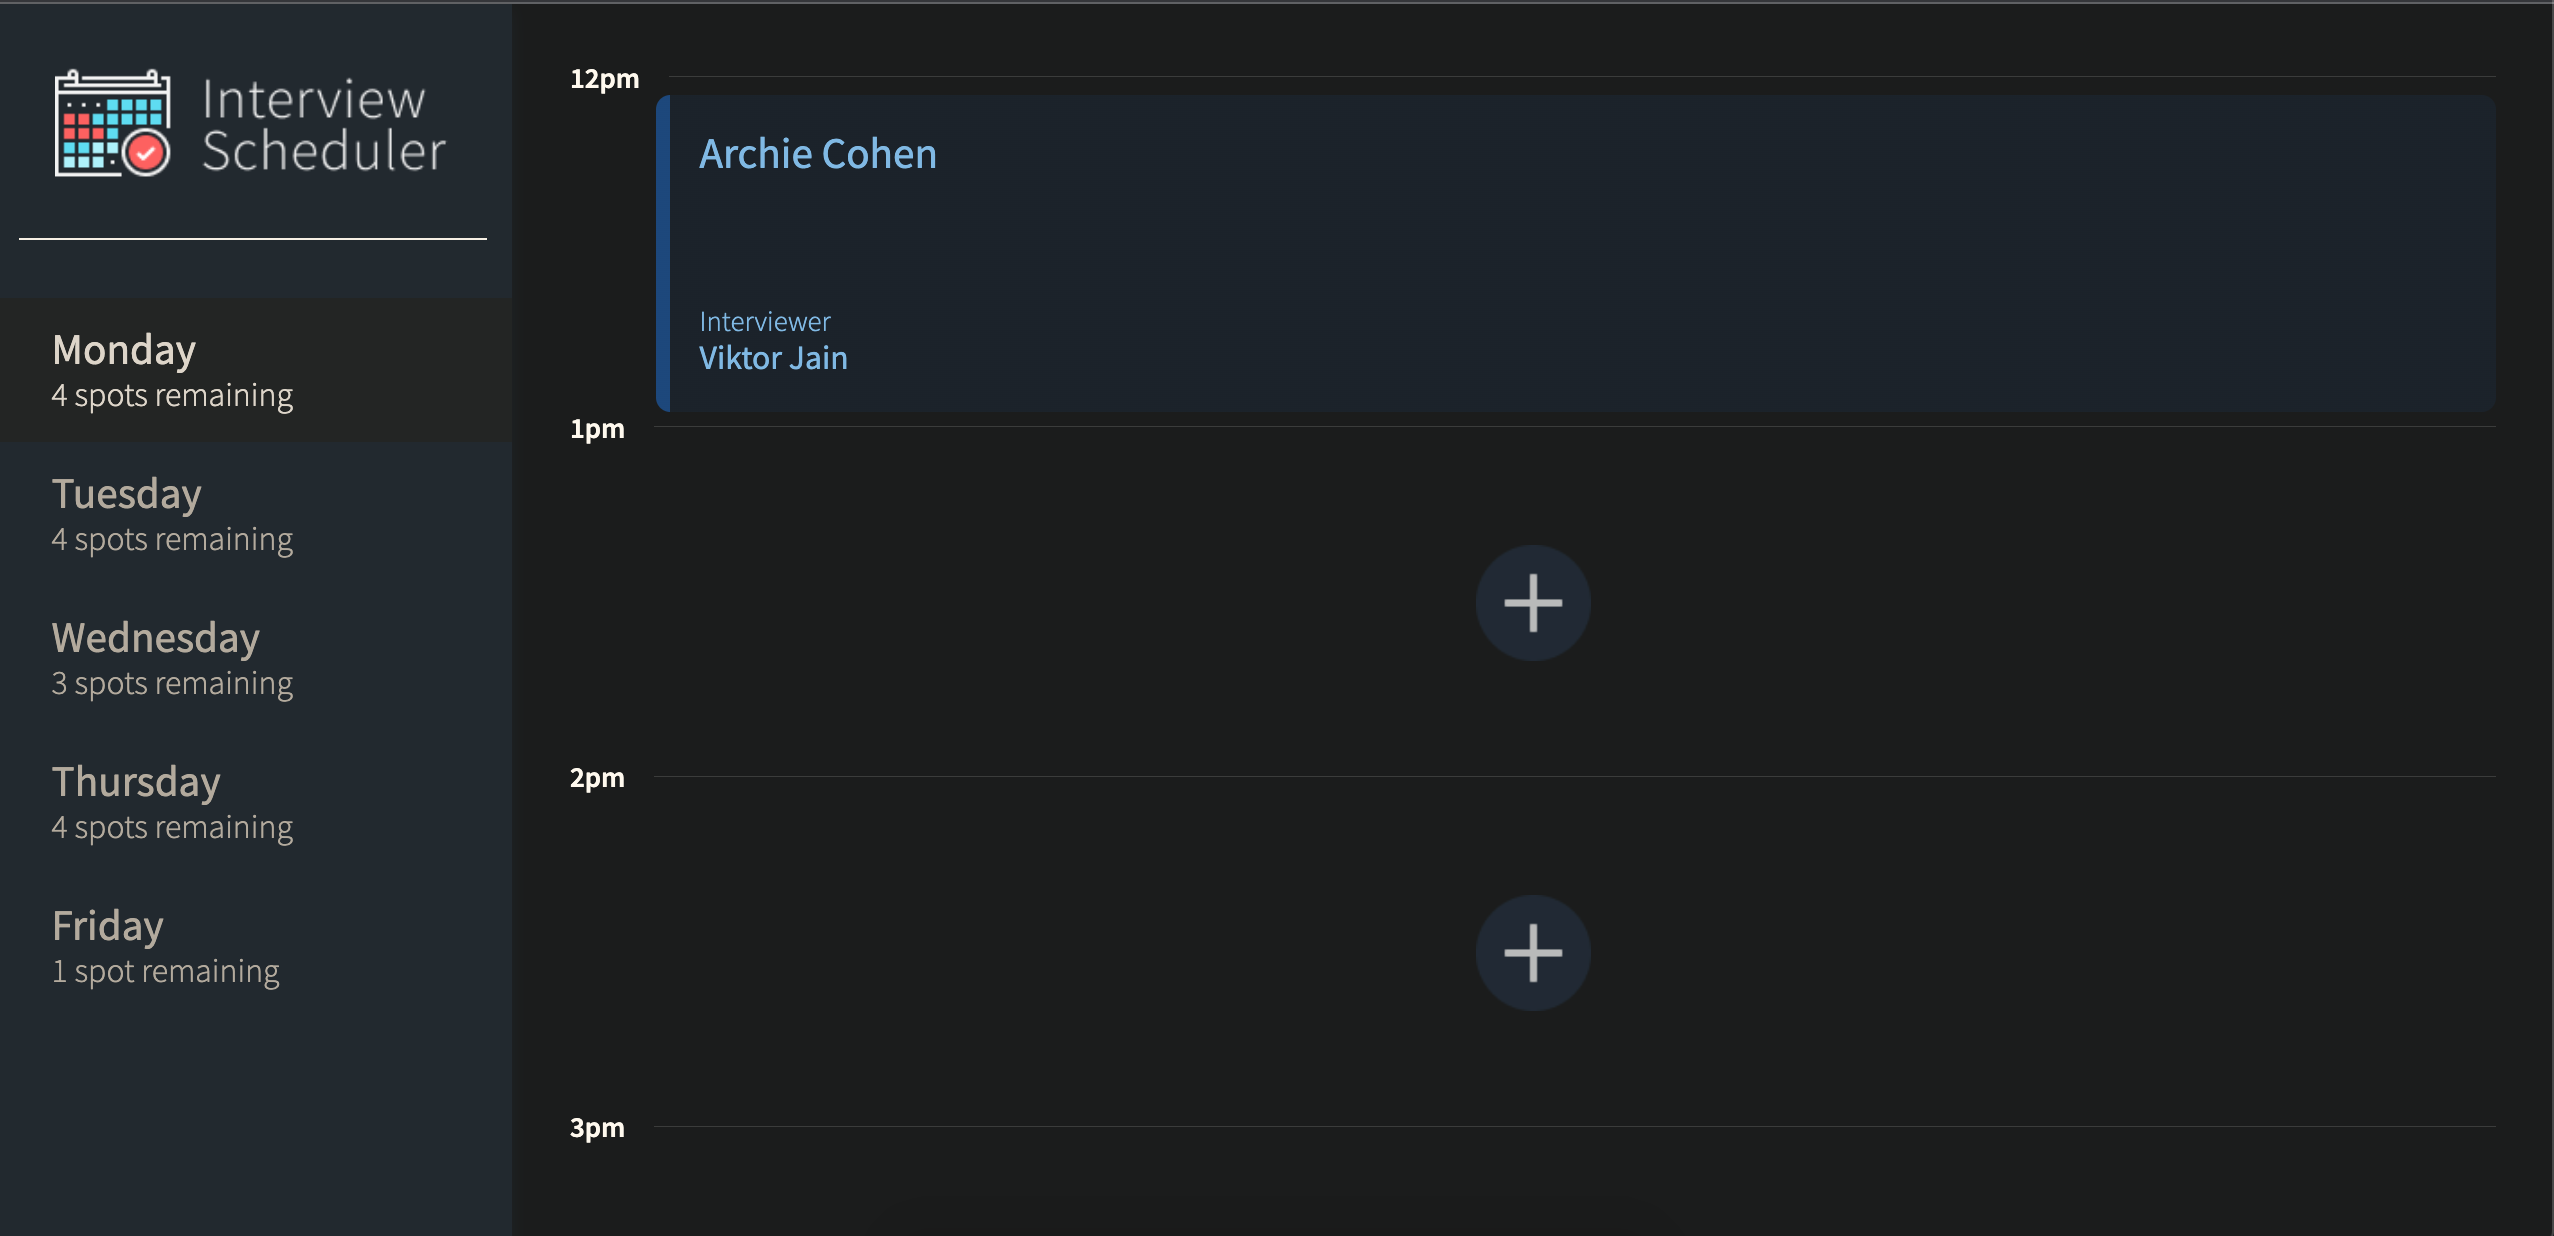 Interview
Scheduler
Monday
4 spots remaining
Tuesday
4 spots remaining
Wednesday
3 spots remaining
Thursday
4 spots remaining
Friday
1 spot remaining
12pm
Archie Cohen
Interviewer
Viktor Jain
1pm
2pm
3pm